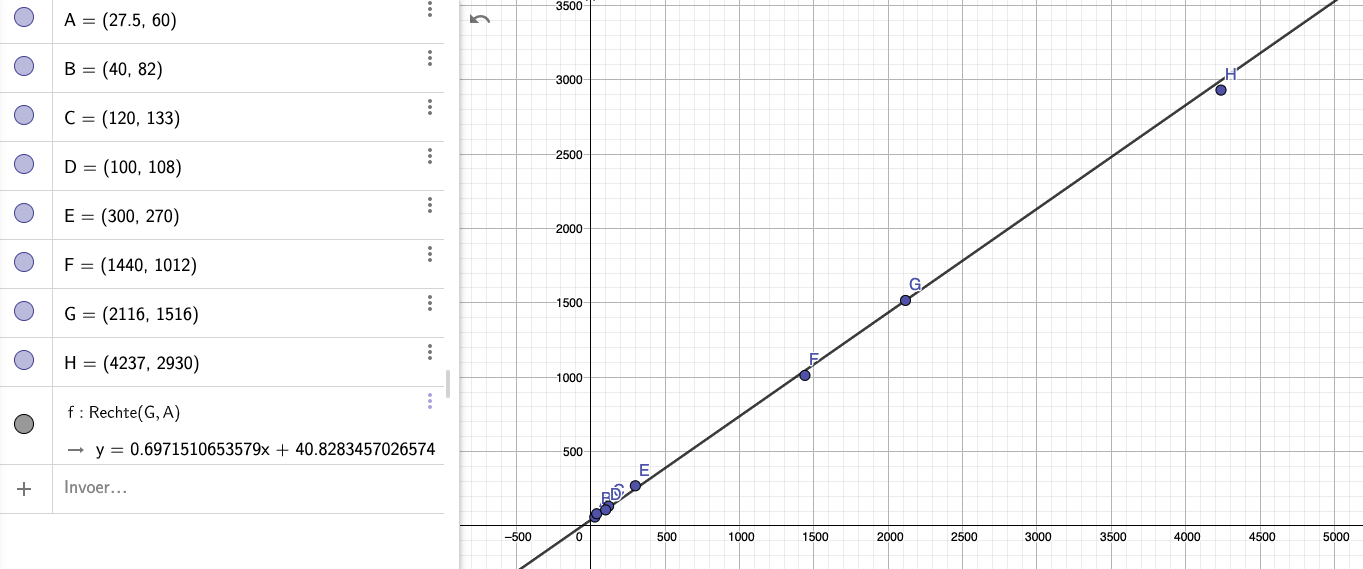 A = (27.5, 60)
B = (40, 82)
C = (120, 133)
D = (100, 108)
E = (300, 270)
F = (1440, 1012)
G = (2116, 1516)
H = (4237, 2930)
f : Rechte(G, A)
→ y = 0.6971510653579x + 40.8283457026574
+ Invoer…
3500
3000
2500
2000
1500
1000
500
H
G
F
E
C
B D
−500 0 500 1000 1500 2000 2500 3000 3500 4000 4500 5000